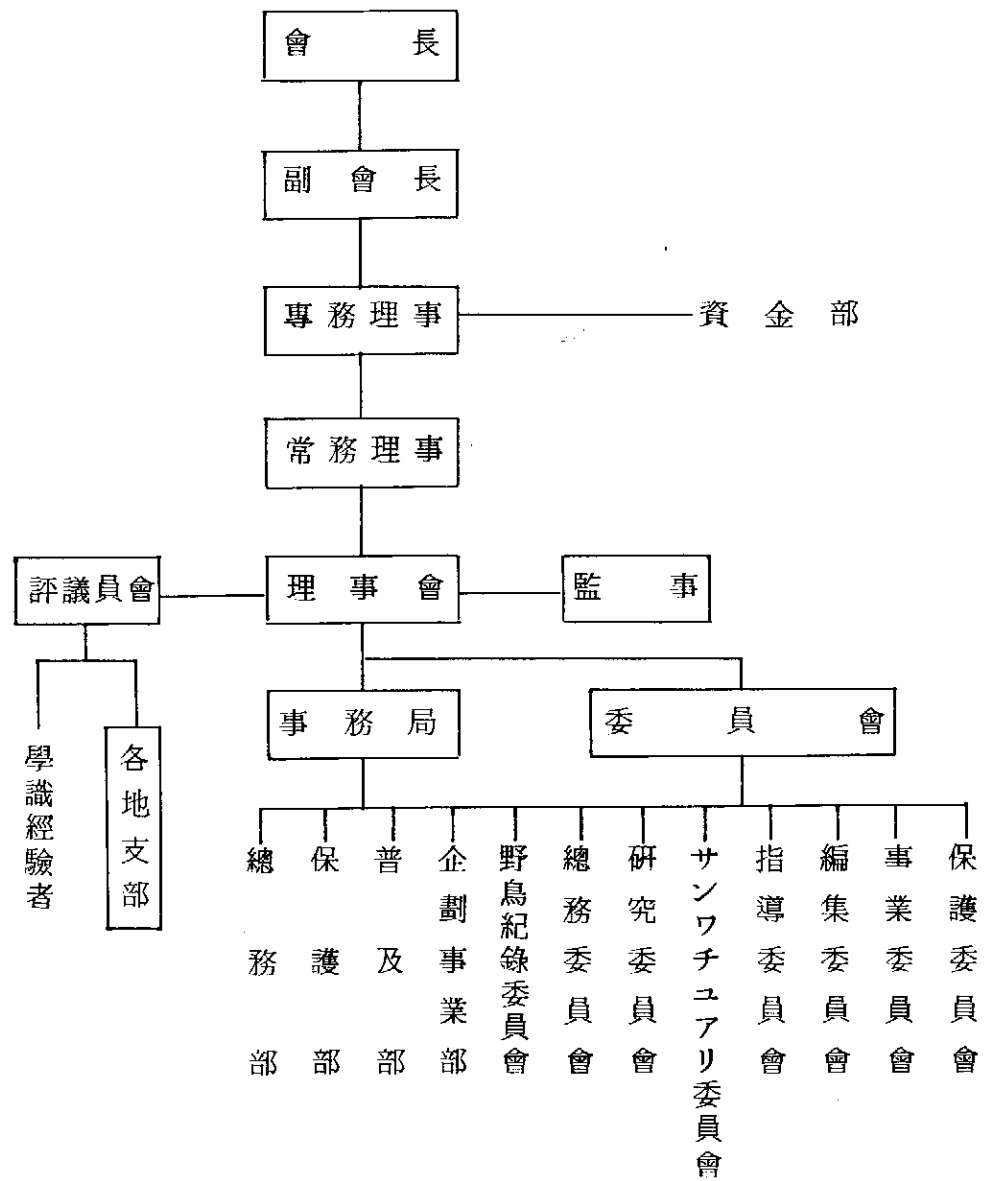 會長
副會長
專務理事
資金部
常務理事
評議員會
理事會
監事
事務局
委員會
學識經驗者
各地支部
總務部
保護部
普及部
企劃事業部
野鳥紀錄委員會
總務委員會
研究委員會
サンワチユアリ委員會
指導委員會
編集委員會
事業委員會
保護委員會